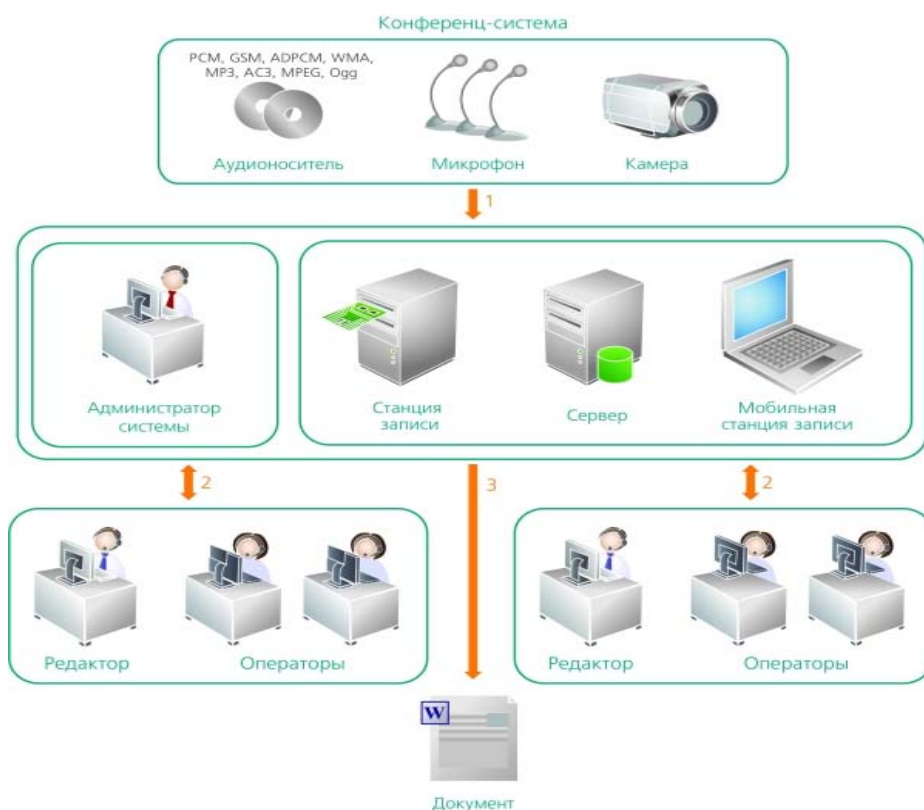 Конференц-система
PCM, GSM, ADPCM, WMA,
MP3, AC3, MPEG, Ogg
Аудионоситель
Микрофон
Камера
1
Администратор
системы
Станция
записи
Сервер
Мобильная
станция записи
2
3
2
Редактор
Операторы
Редактор
Операторы
W
Документ